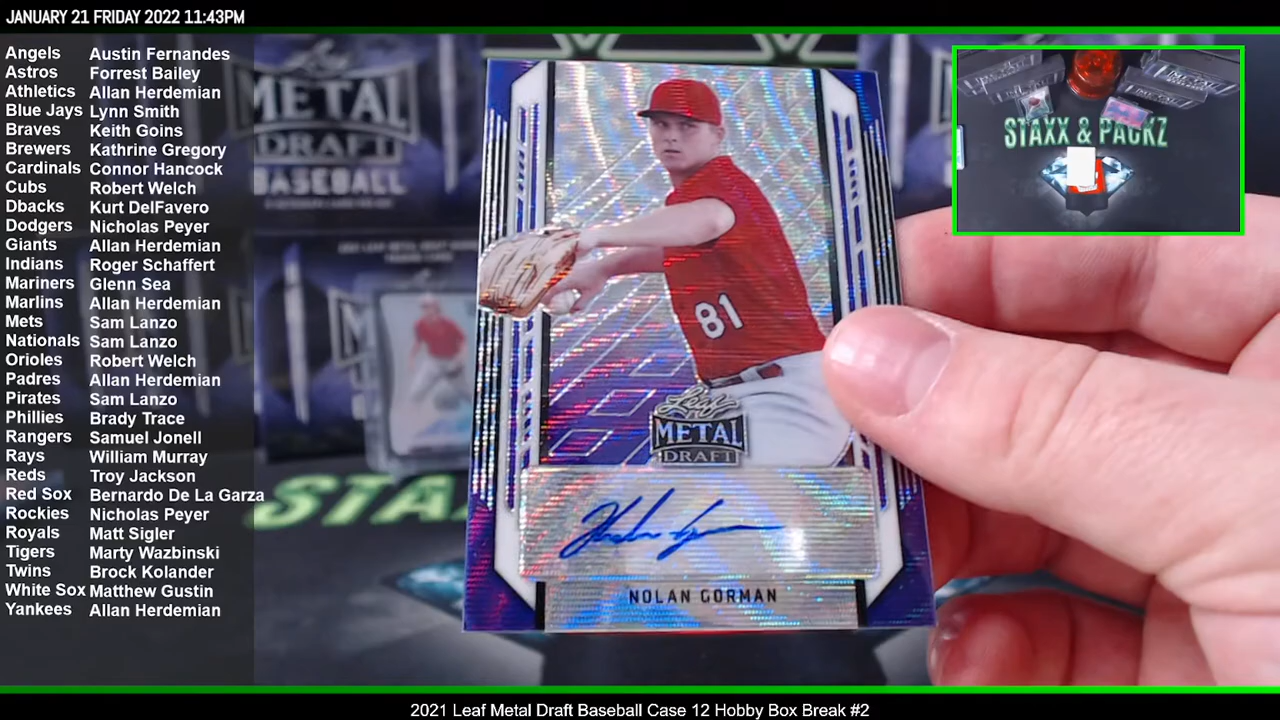 JANUARY 21 FRIDAY 2022 11:43PM
Angels Austin Fernandes
Astros Forrest Bailey
Athletics Allan Herdemian
Blue Jays Lynn Smith
Braves Keith Goins
Brewers Kathrine Gregory
Cardinals Connor Hancock
Cubs Robert Welch
Dbacks Kurt DelFavero
Dodgers Nicholas Peyer
Giants Allan Herdemian
Indians Roger Schaffert
Mariners Glenn Sea
Marlins Allan Herdemian
Mets Sam Lanzo
Nationals Sam Lanzo
Orioles Robert Welch
Padres Allan Herdemian
Pirates Sam Lanzo
Phillies Brady Trace
Rangers Samuel Jonell
Rays William Murray
Reds Troy Jackson
Red Sox Bernardo De La Garza
Rockies Nicholas Peyer
Royals Matt Sigler
Tigers Marty Wazbinski
Twins Brock Kolander
White Sox Matthew Gustin
Yankees Allan Herdemian
Leaf
METAL
DRAFT
BASEBALL
81
Leaf
METAL
DRAFT
NOLAN GORMAN
STAXX & PACKZ
STA
2021 Leaf Metal Draft Baseball Case 12 Hobby Box Break #2